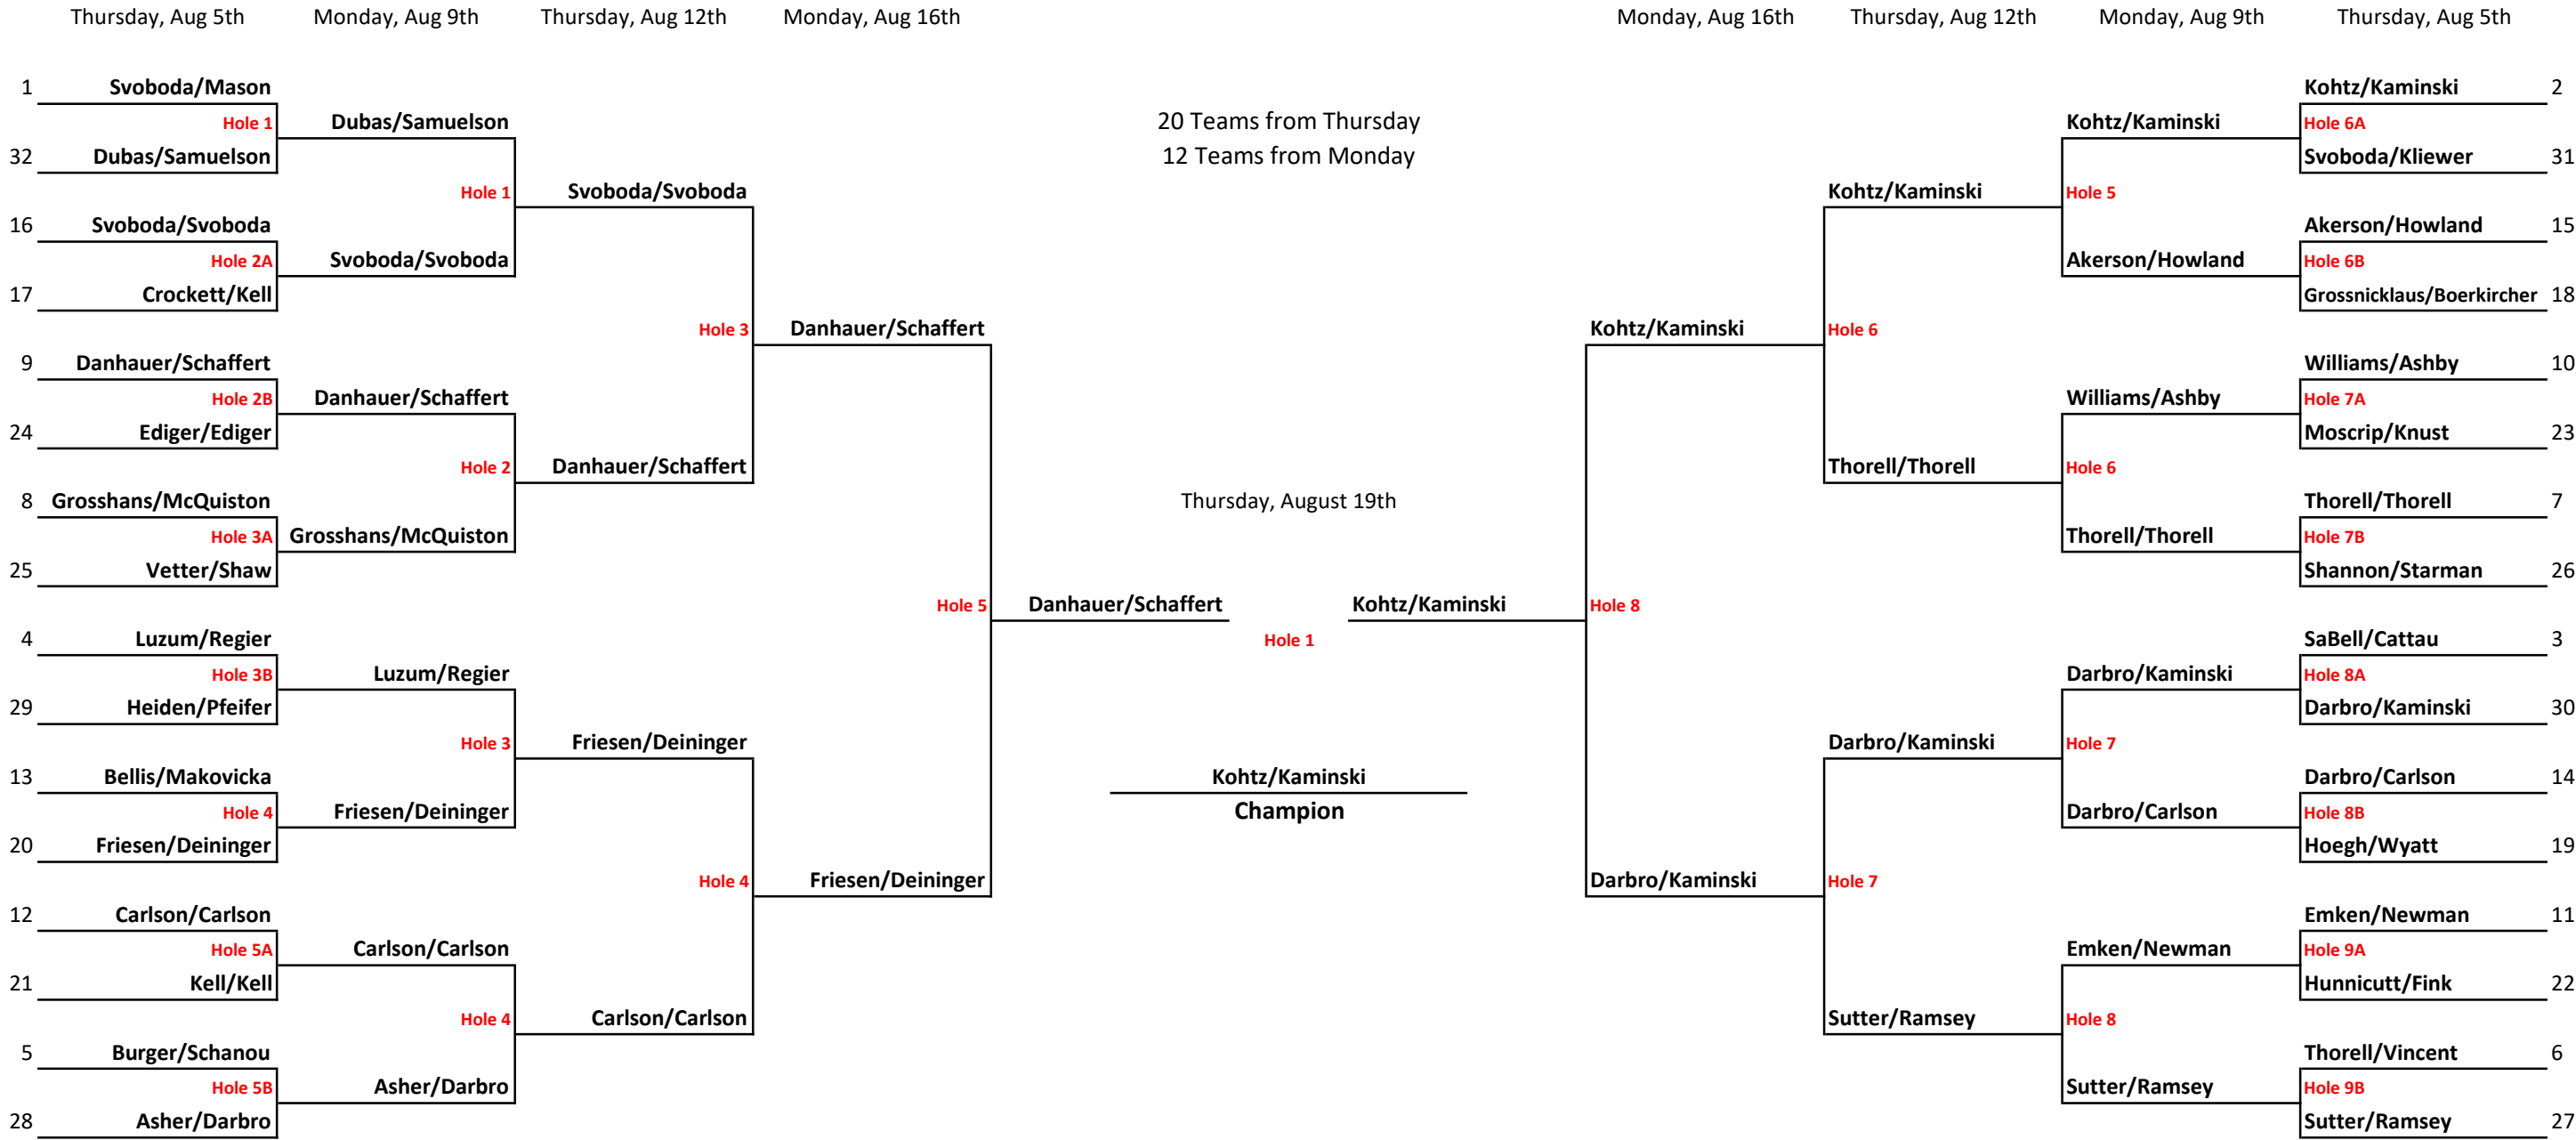 Thursday, Aug 5th Monday, Aug 9th Thursday, Aug 12th Monday, Aug 16th Monday, Aug 16th Thursday, Aug 12th Monday, Aug 9th Thursday, Aug 5th
1 Svoboda/Mason Kohtz/Kaminski 2
Hole 1 Dubas/Samuelson 20 Teams from Thursday Kohtz/Kaminski Hole 6A
32 Dubas/Samuelson 12 Teams from Monday Svoboda/Kliewer 31
Hole 1 Svoboda/Svoboda Kohtz/Kaminski Hole 5
16 Svoboda/Svoboda Akerson/Howland 15
Hole 2A Svoboda/Svoboda Akerson/Howland Hole 6B
17 Crockett/Kell Grossnicklaus/Boerkircher 18
Hole 3 Danhauer/Schaffert Kohtz/Kaminski Hole 6
9 Danhauer/Schaffert Williams/Ashby 10
Hole 2B Danhauer/Schaffert Williams/Ashby Hole 7A
24 Ediger/Ediger Moscrip/Knust 23
Hole 2 Danhauer/Schaffert Thorell/Thorell Hole 6
8 Grosshans/McQuiston Thursday, August 19th Thorell/Thorell 7
Hole 3A Grosshans/McQuiston Thorell/Thorell Hole 7B
25 Vetter/Shaw Shannon/Starman 26
Hole 5 Danhauer/Schaffert Kohtz/Kaminski Hole 8
4 Luzum/Regier Hole 1 SaBell/Cattau 3
Hole 3B Luzum/Regier Darbro/Kaminski Hole 8A
29 Heiden/Pfeifer Darbro/Kaminski 30
Hole 3 Friesen/Deininger Darbro/Kaminski Hole 7
13 Bellis/Makovicka Kohtz/Kaminski Darbro/Carlson 14
Hole 4 Friesen/Deininger Champion Darbro/Carlson Hole 8B
20 Friesen/Deininger Hoegh/Wyatt 19
Hole 4 Friesen/Deininger Darbro/Kaminski Hole 7
12 Carlson/Carlson Emken/Newman 11
Hole 5A Carlson/Carlson Emken/Newman Hole 9A
21 Kell/Kell Hunnicutt/Fink 22
Hole 4 Carlson/Carlson Sutter/Ramsey Hole 8
5 Burger/Schanou Thorell/Vincent 6
Hole 5B Asher/Darbro Sutter/Ramsey Hole 9B
28 Asher/Darbro Sutter/Ramsey 27